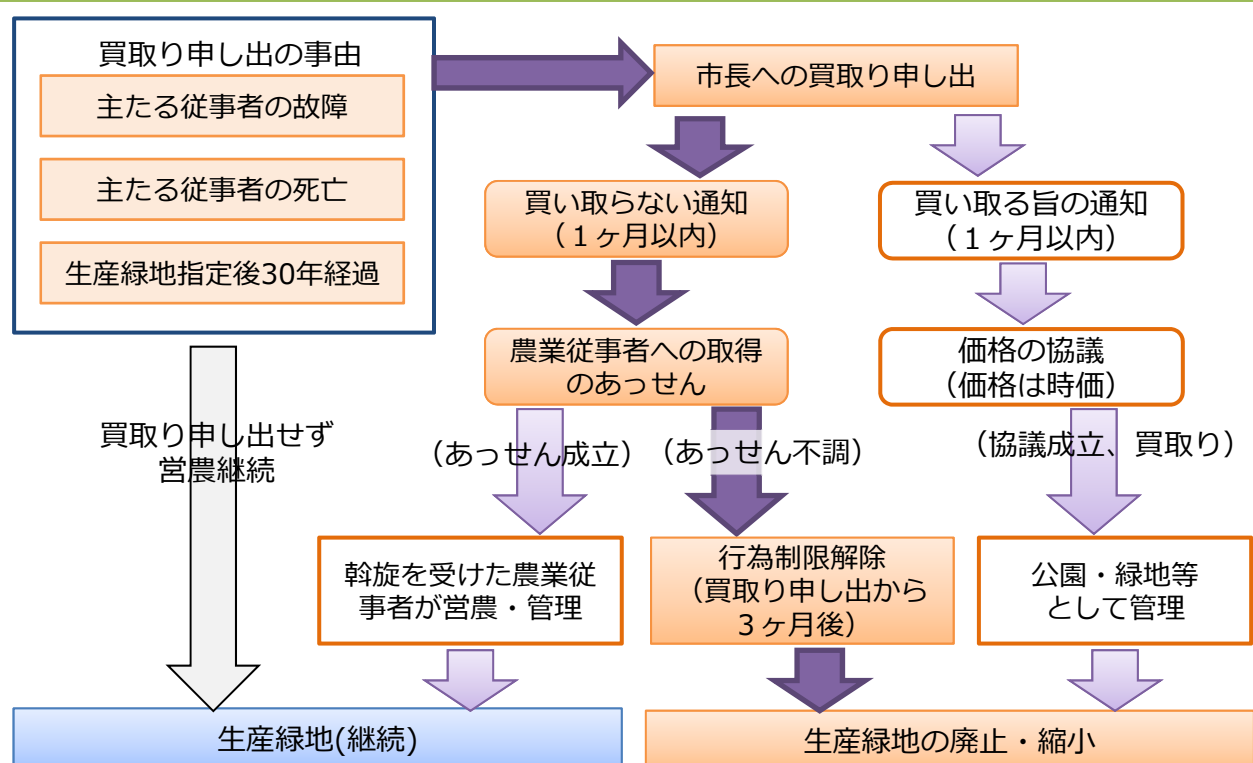 買取り申し出の事由
主たる従事者の故障
主たる従事者の死亡
生産緑地指定後30年経過
市長への買取り申し出
買い取らない通知
（１ヶ月以内）
買い取る旨の通知
（１ヶ月以内）
農業従事者への取得
のあっせん
価格の協議
（価格は時価）
買取り申し出せず
営農継続
（あっせん成立）
（あっせん不調）
（協議成立、買取り）
斡旋を受けた農業従
事者が営農・管理
行為制限解除
（買取り申し出から
３ヶ月後）
公園・緑地等
として管理
生産緑地(継続)
生産緑地の廃止・縮小